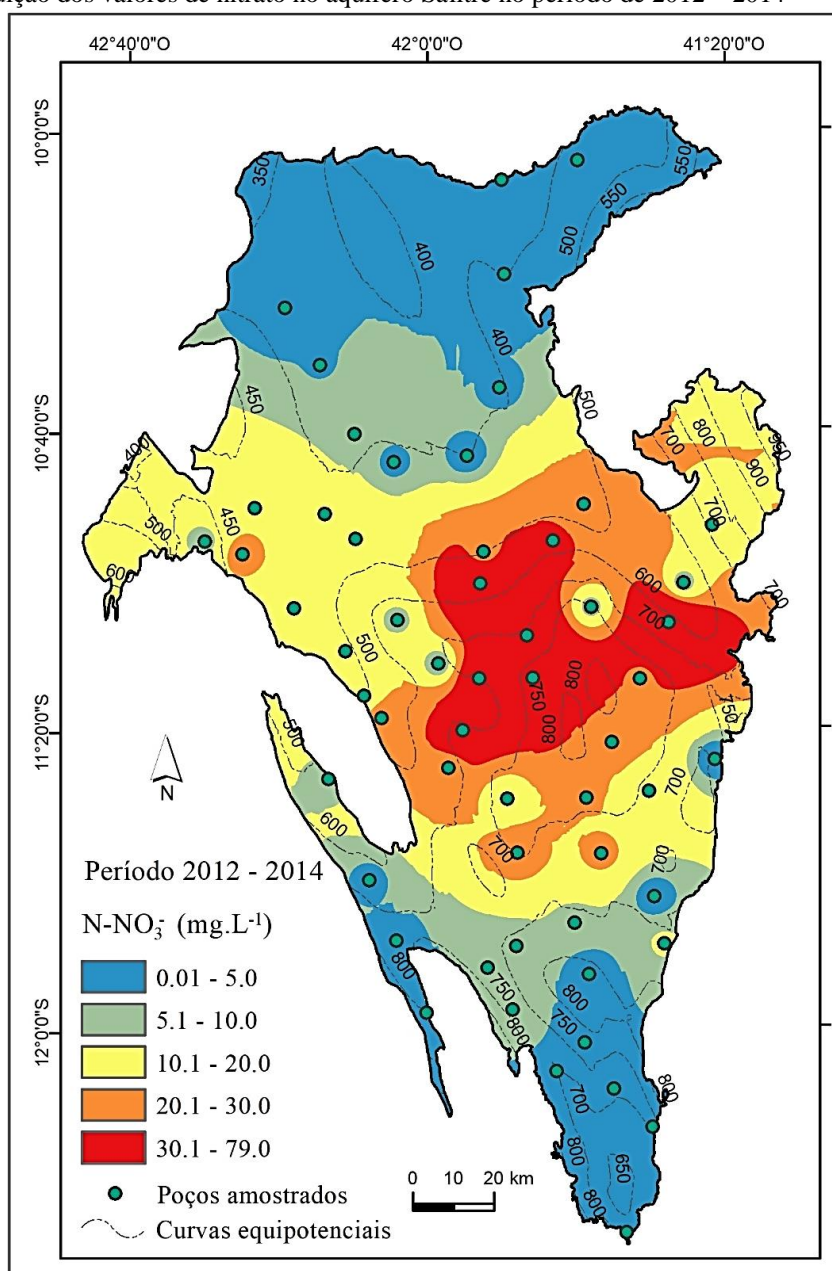 dos valores de nitrato no aquífero Salitre no período de 2012 – 2014
42°40'0"O 42°0'0"O 41°20'0"O
10°0'0"S
10°40'0"S
11°20'0"S
12°0'0"S
350
400
550
550
500
400
450
500
700
800
950
900
700
400
500
450
600
600
700
700
500
750
800
800
750
500
600
700
700
700
800
750
800
800
750
700
800
800
650
800
N
Período 2012 - 2014
N-NO₃⁻ (mg.L⁻¹)
0.01 - 5.0
5.1 - 10.0
10.1 - 20.0
20.1 - 30.0
30.1 - 79.0
Poços amostrados
Curvas equipotenciais
0 10 20 km